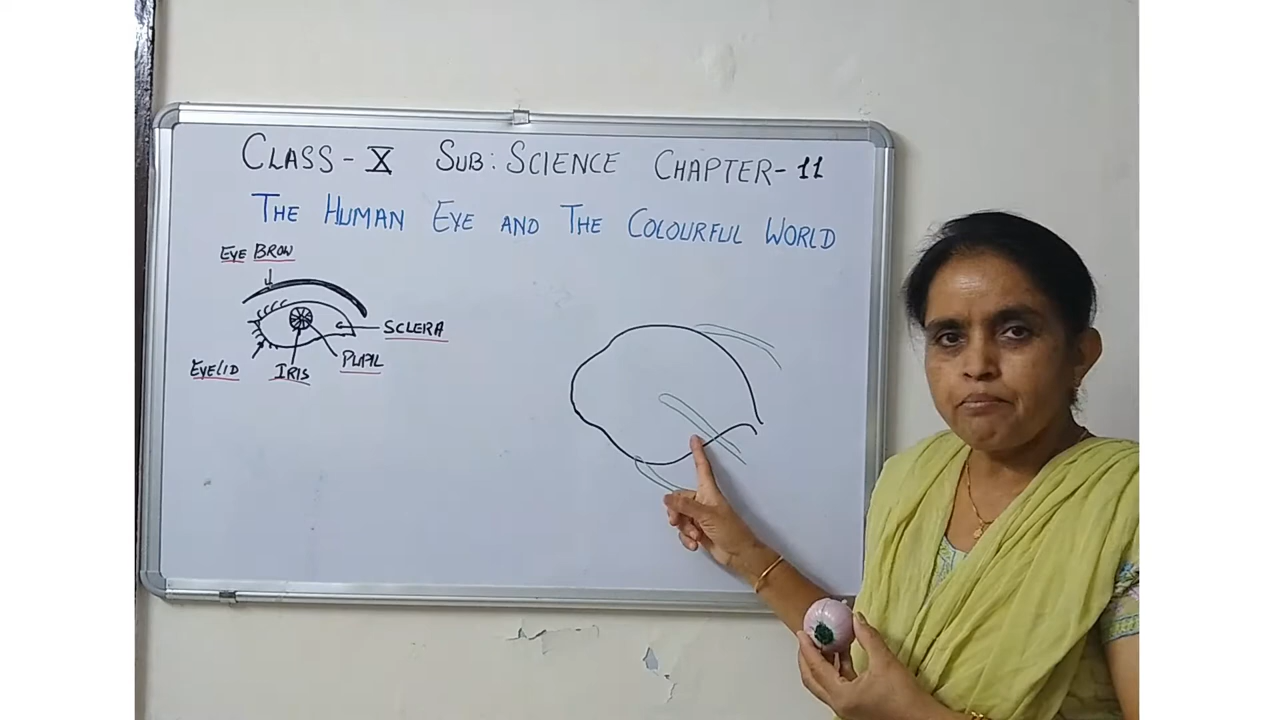 CLASS - X SUB: SCIENCE CHAPTER- 11
THE HUMAN EYE AND THE COLOURFUL WORLD
EYE BROW
SCLERA
PUPIL
EYELID
IRIS